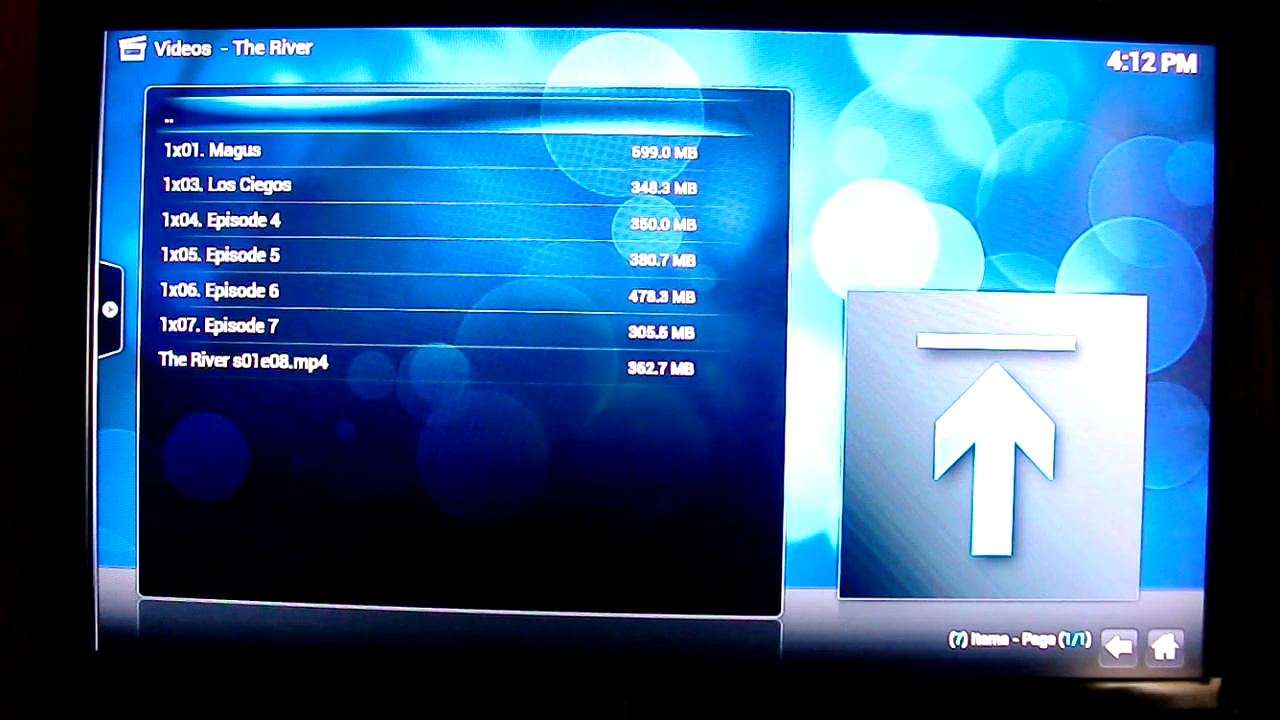 Videos - The River
4:12 PM
..
1x01. Magus 599.0 MB
1x03. Los Ciegos 348.3 MB
1x04. Episode 4 350.0 MB
1x05. Episode 5 380.7 MB
1x06. Episode 6 478.3 MB
1x07. Episode 7 305.5 MB
The River s01e08.mp4 362.7 MB
(7) Items - Page (1/1)